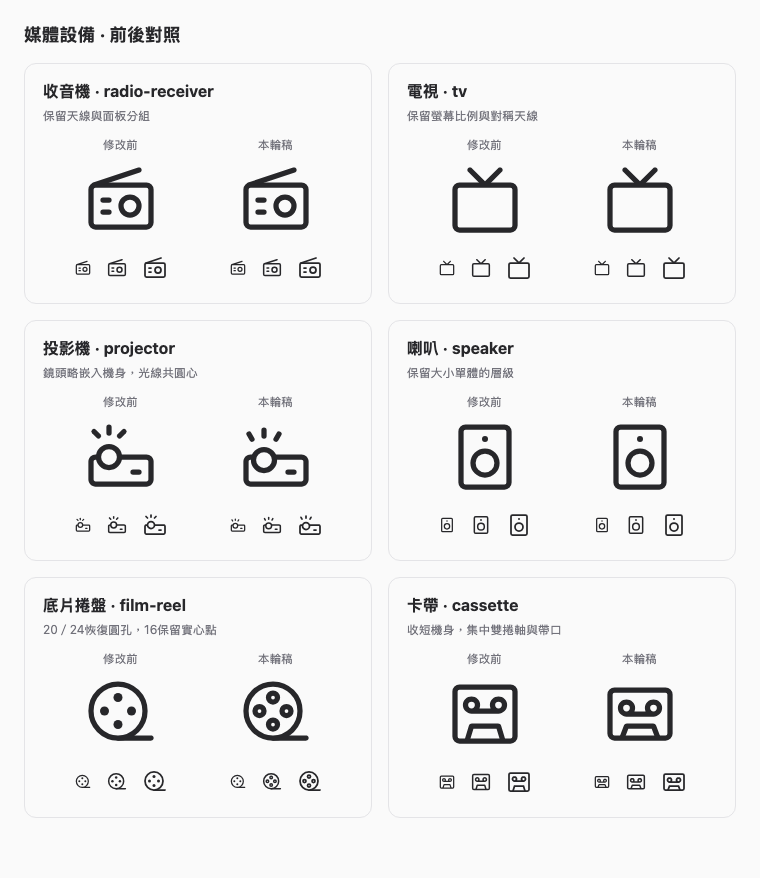 媒體設備 · 前後對照
收音機 · radio-receiver
保留天線與面板分組
修改前
本輪稿
電視 · tv
保留螢幕比例與對稱天線
修改前
本輪稿
投影機 · projector
鏡頭略嵌入機身，光線共圓心
修改前
本輪稿
喇叭 · speaker
保留大小單體的層級
修改前
本輪稿
底片捲盤 · film-reel
20 / 24恢復圓孔，16保留實心點
修改前
本輪稿
卡帶 · cassette
收短機身，集中雙捲軸與帶口
修改前
本輪稿